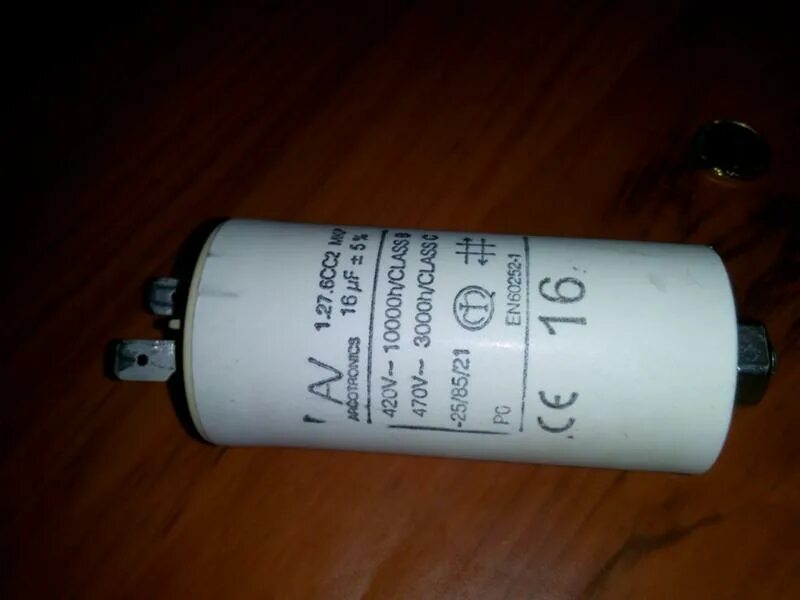 AV
ARCOTRONICS
1.27.6CC2 MKP
16 µF ± 5%
420V~ 10000h/CLASS B
470V~ 3000h/CLASS C
-25/85/21
PO
EN60252-1
CE 16